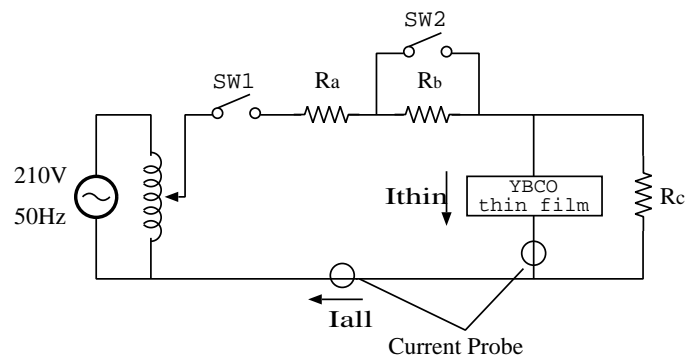 SW2
SW1
Ra
Rb
210V
50Hz
Ithin
YBCO
thin film
Rc
Iall
Current Probe